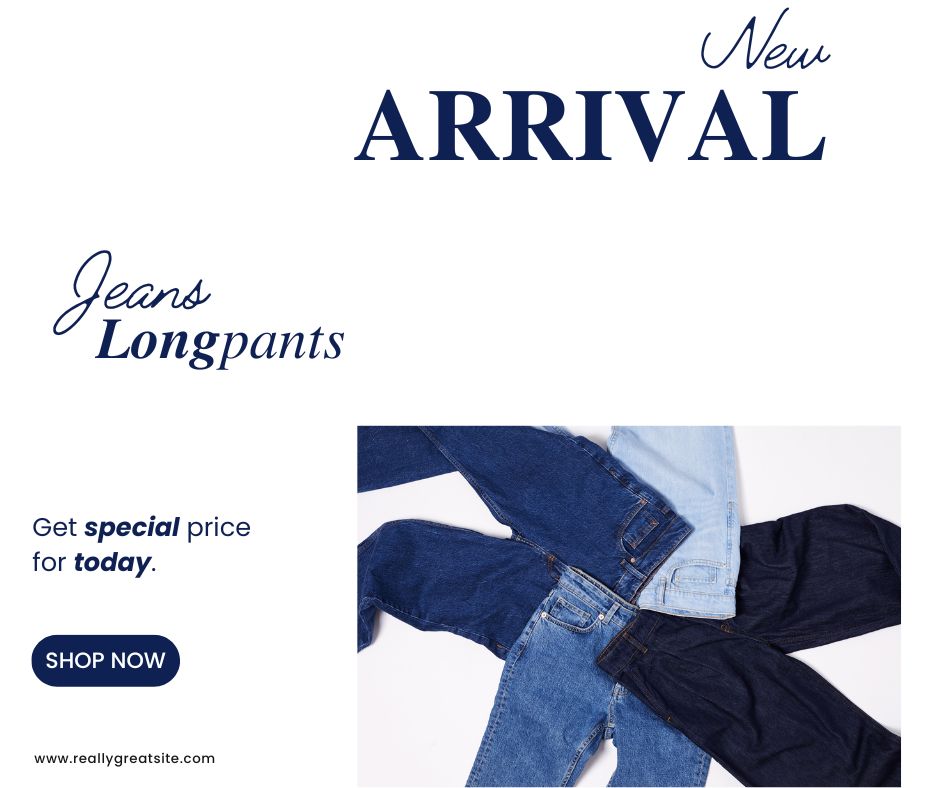 New
ARRIVAL
Jeans
Longpants
Get special price
for today.
SHOP NOW
www.reallygreatsite.com